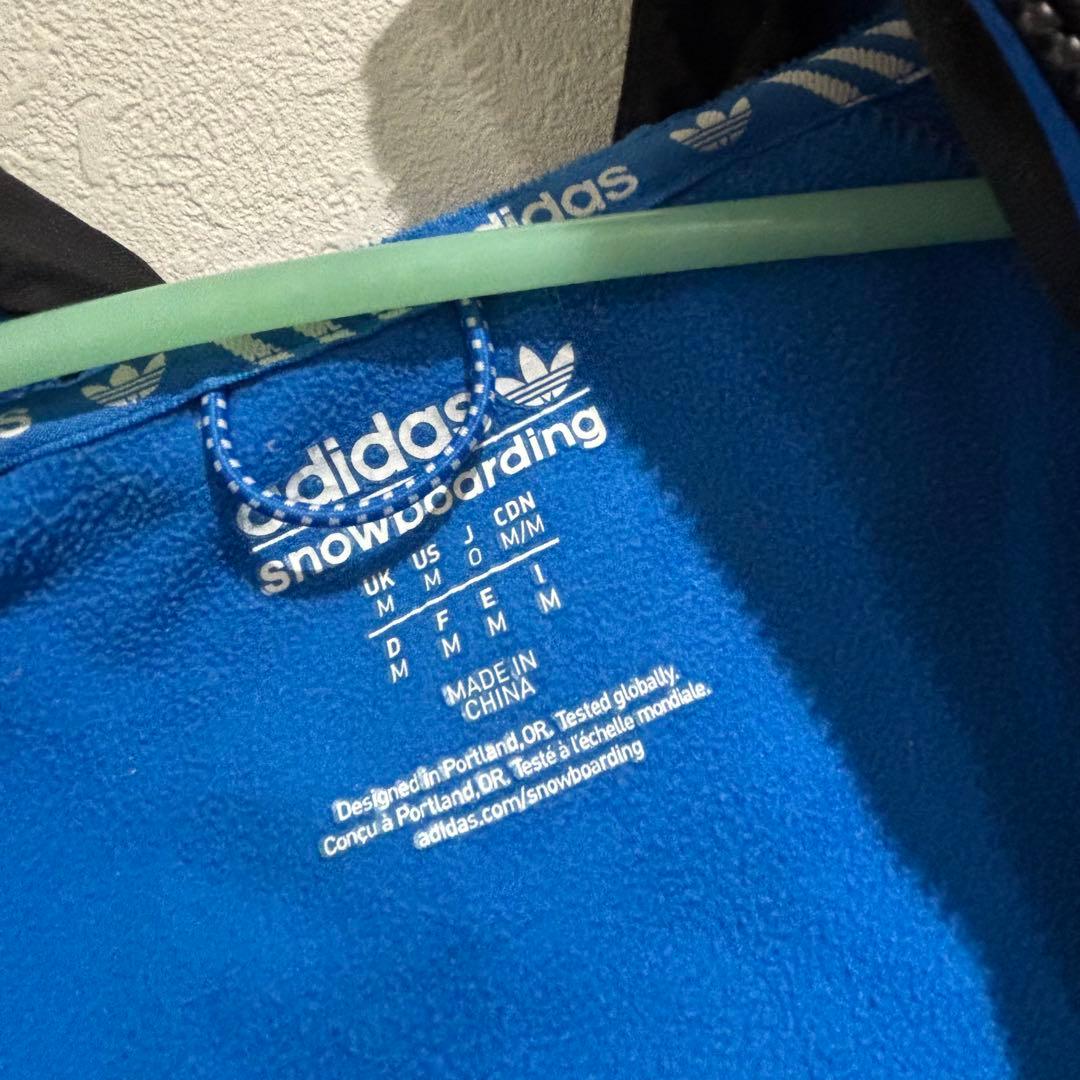 adidas
adidas
snowboarding
UK US J CDN
M M O M/M
D F E I
M M M M
MADE IN
CHINA
Designed in Portland,OR. Tested globally.
Conçu à Portland,OR. Testé à l'échelle mondiale.
adidas.com/snowboarding